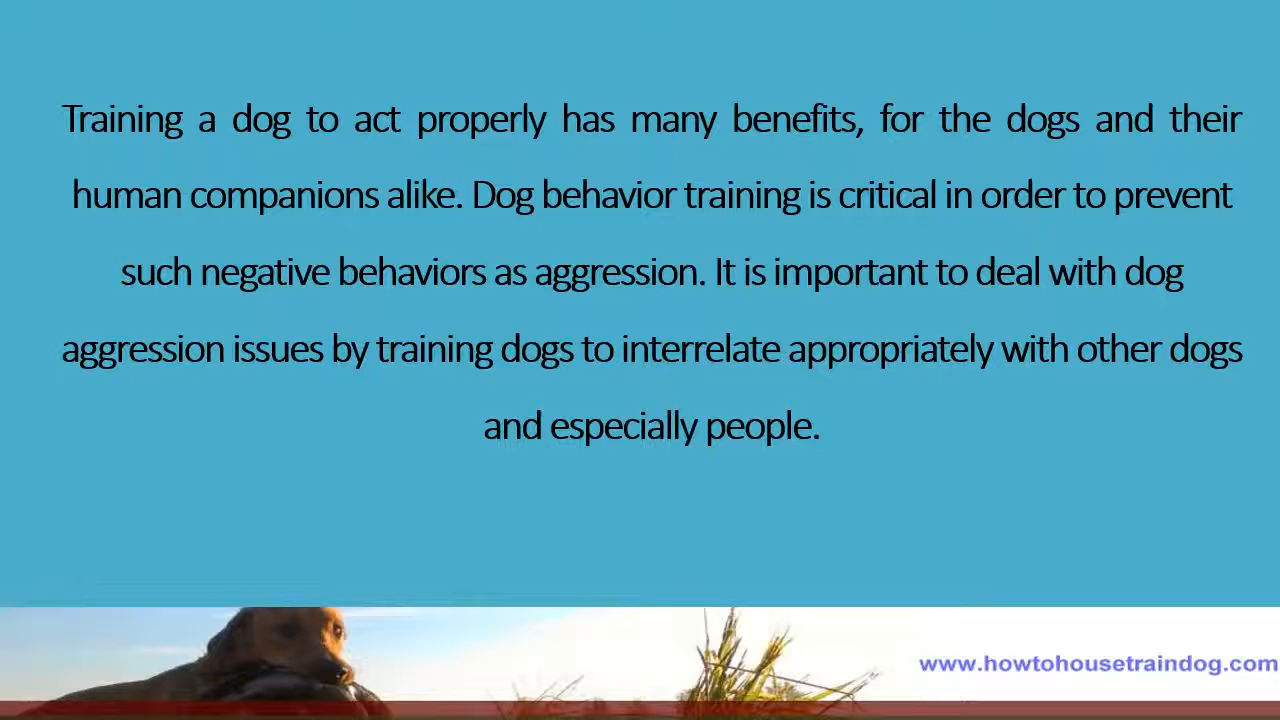 Training a dog to act properly has many benefits, for the dogs and their
human companions alike. Dog behavior training is critical in order to prevent
such negative behaviors as aggression. It is important to deal with dog
aggression issues by training dogs to interrelate appropriately with other dogs
and especially people.
www.howtohousetraindog.com